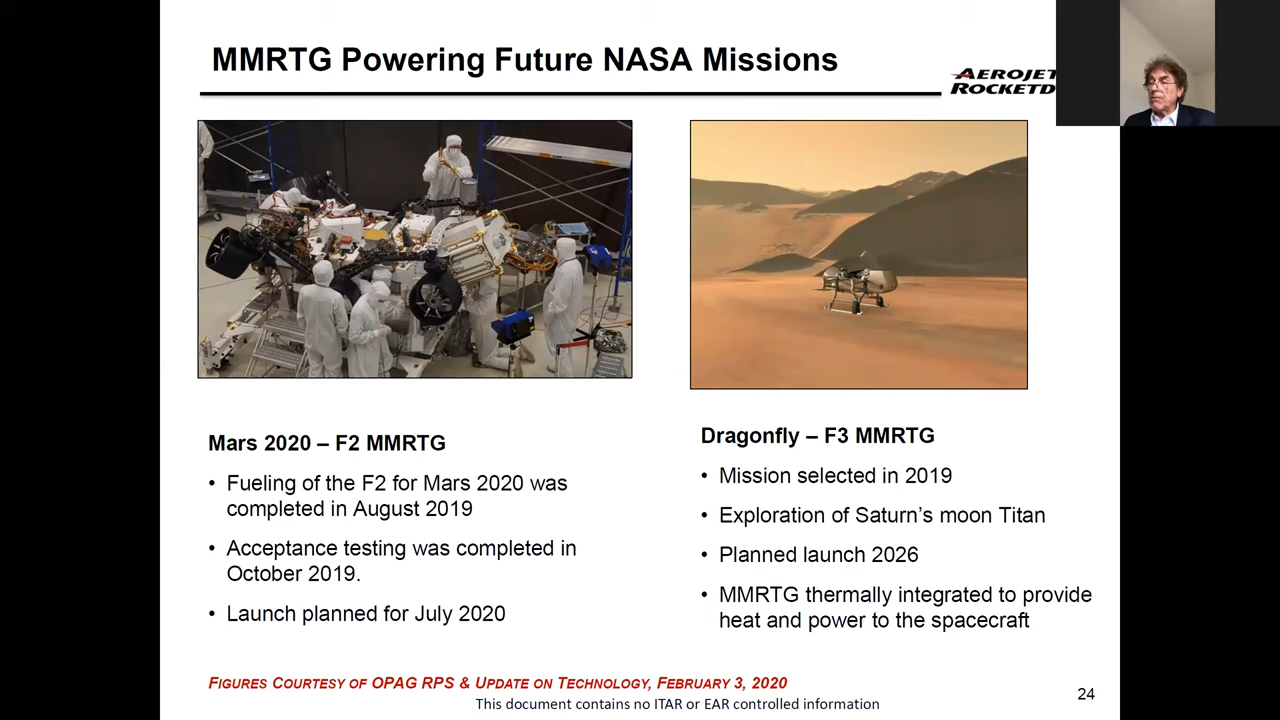 MMRTG Powering Future NASA Missions
AEROJET
ROCKETD
Mars 2020 – F2 MMRTG
• Fueling of the F2 for Mars 2020 was
completed in August 2019
• Acceptance testing was completed in
October 2019.
• Launch planned for July 2020
Dragonfly – F3 MMRTG
• Mission selected in 2019
• Exploration of Saturn’s moon Titan
• Planned launch 2026
• MMRTG thermally integrated to provide
heat and power to the spacecraft
FIGURES COURTESY OF OPAG RPS & UPDATE ON TECHNOLOGY, FEBRUARY 3, 2020
This document contains no ITAR or EAR controlled information
24